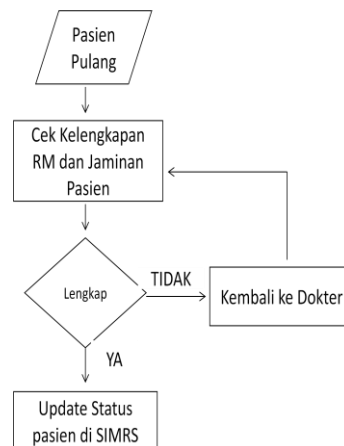 Pasien
Pulang
Cek Kelengkapan
RM dan Jaminan
Pasien
Lengkap
TIDAK
Kembali ke Dokter
YA
Update Status
pasien di SIMRS